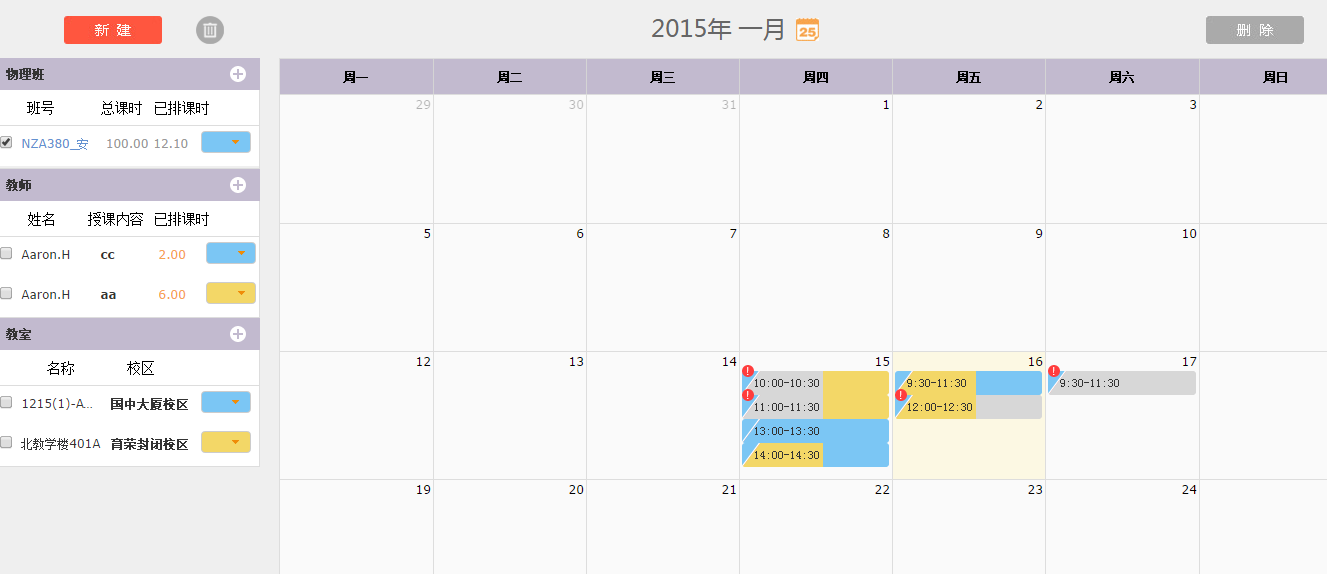 新 建
2015年 一月 25
删 除
物理班
班号 总课时 已排课时
NZA380_安 100.00 12.10
教师
姓名 授课内容 已排课时
Aaron.H cc 2.00
Aaron.H aa 6.00
教室
名称 校区
1215(1)-A... 国中大厦校区
北教学楼401A 育荣封闭校区
周一 周二 周三 周四 周五 周六 周日
29 30 31 1 2 3
5 6 7 8 9 10
12 13 14 15 16 17
! 10:00-10:30
! 11:00-11:30
13:00-13:30
14:00-14:30
9:30-11:30
! 12:00-12:30
! 9:30-11:30
19 20 21 22 23 24